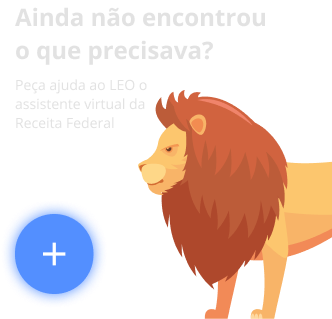 Ainda não encontrou
o que precisava?
Peça ajuda ao LEO o
assistente virtual da
Receita Federal